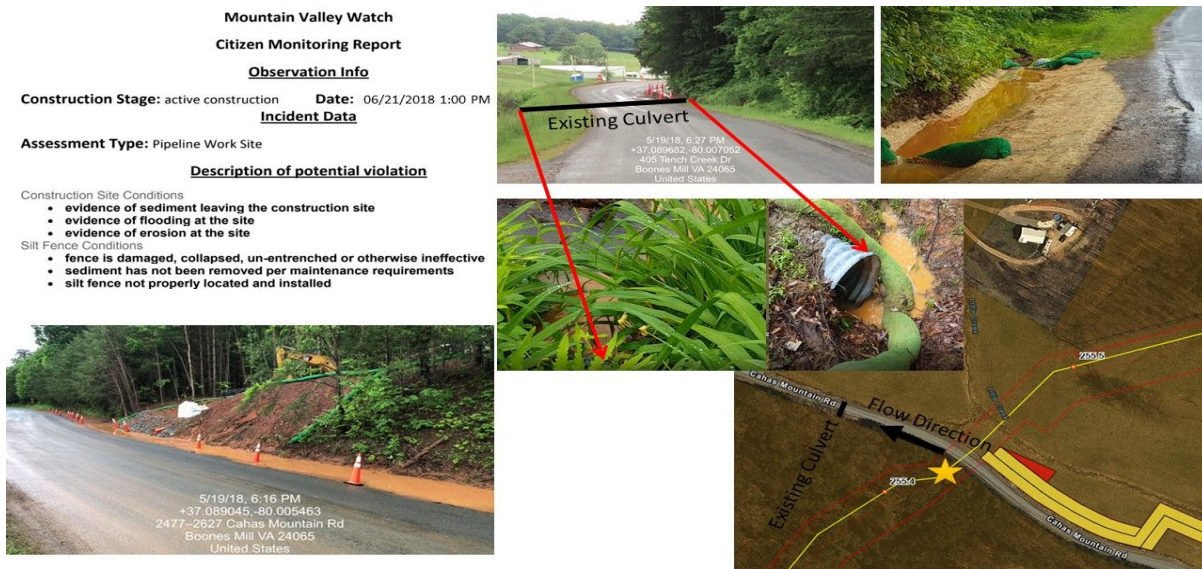 Mountain Valley Watch
Citizen Monitoring Report
Observation Info
Construction Stage: active construction Date: 06/21/2018 1:00 PM
Incident Data
Assessment Type: Pipeline Work Site
Description of potential violation
Construction Site Conditions
• evidence of sediment leaving the construction site
• evidence of flooding at the site
• evidence of erosion at the site
Silt Fence Conditions
• fence is damaged, collapsed, un-entrenched or otherwise ineffective
• sediment has not been removed per maintenance requirements
• silt fence not properly located and installed
5/19/18, 6:16 PM
+37.089045,-80.005463
2477–2627 Cahas Mountain Rd
Boones Mill VA 24065
United States
Existing Culvert
5/19/18, 6:27 PM
+37.089682,-80.007052
405 Tench Creek Dr
Boones Mill VA 24065
United States
255.5
Cahas Mountain Rd
Flow Direction
Existing Culvert
255.4
Cahas Mountain Rd